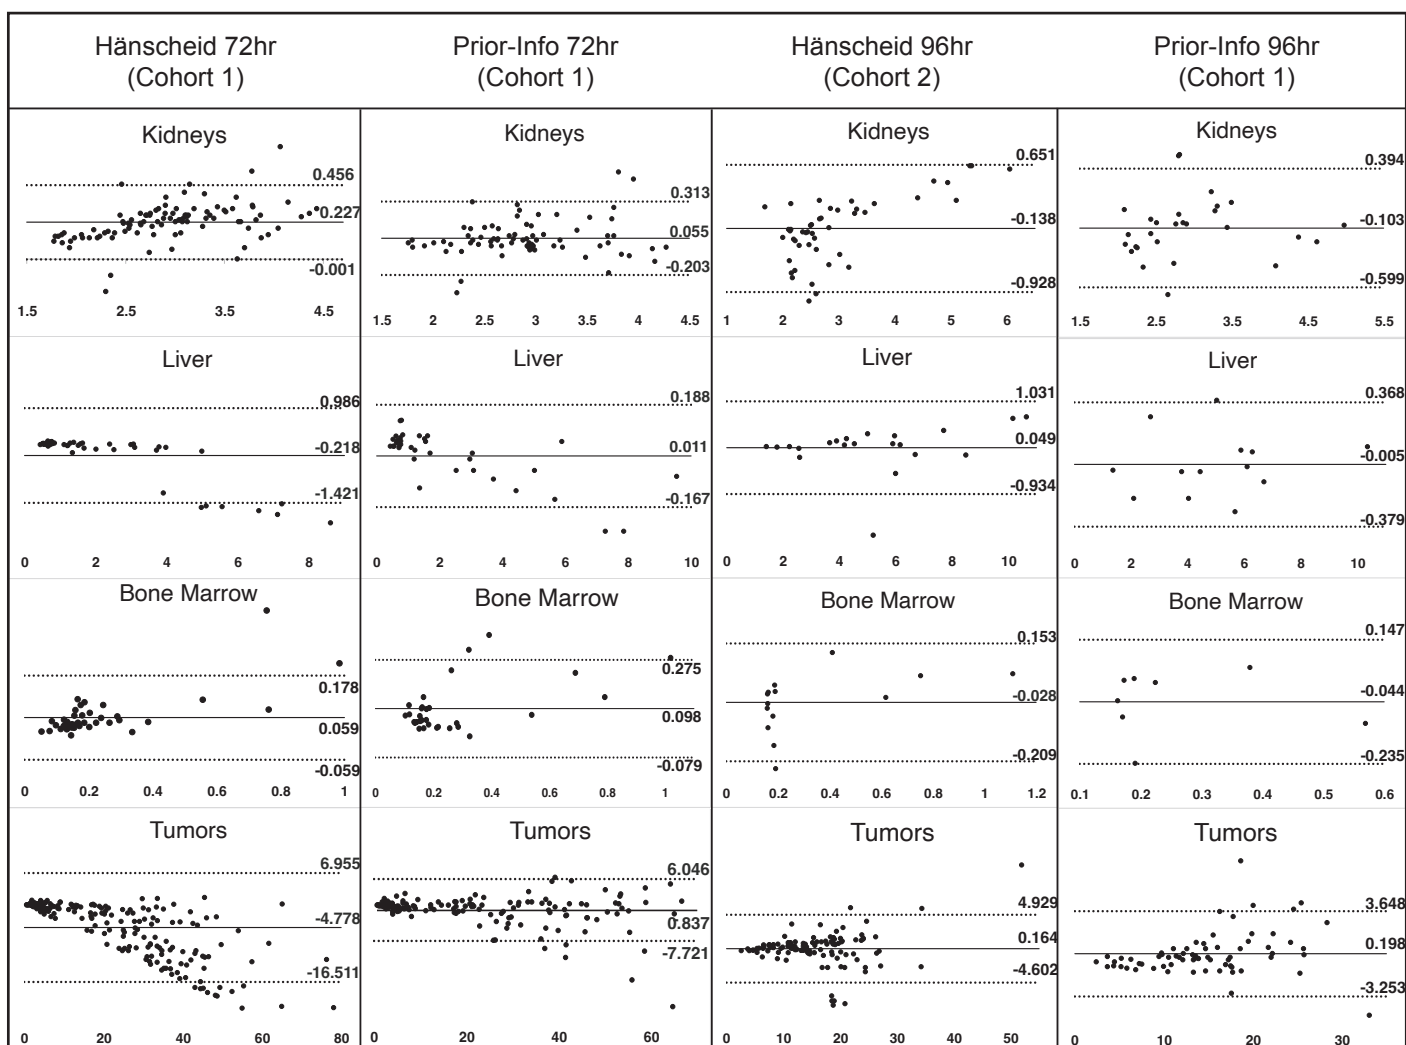 Hänscheid 72hr
(Cohort 1)
Prior-Info 72hr
(Cohort 1)
Hänscheid 96hr
(Cohort 2)
Prior-Info 96hr
(Cohort 1)
Kidneys
0.456
0.227
-0.001
1.5 2.5 3.5 4.5
Kidneys
0.313
0.055
-0.203
1.5 2 2.5 3 3.5 4 4.5
Kidneys
0.651
-0.138
-0.928
1 2 3 4 5 6
Kidneys
0.394
-0.103
-0.599
1.5 2.5 3.5 4.5 5.5
Liver
0.986
-0.218
-1.421
0 2 4 6 8
Liver
0.188
0.011
-0.167
0 2 4 6 8 10
Liver
1.031
0.049
-0.934
0 2 4 6 8 10
Liver
0.368
-0.005
-0.379
0 2 4 6 8 10
Bone Marrow
0.178
0.059
-0.059
0 0.2 0.4 0.6 0.8 1
Bone Marrow
0.275
0.098
-0.079
0 0.2 0.4 0.6 0.8 1
Bone Marrow
0.153
-0.028
-0.209
0 0.2 0.4 0.6 0.8 1 1.2
Bone Marrow
0.147
-0.044
-0.235
0.1 0.2 0.3 0.4 0.5 0.6
Tumors
6.955
-4.778
-16.511
0 20 40 60 80
Tumors
6.046
0.837
-7.721
0 20 40 60
Tumors
4.929
0.164
-4.602
0 10 20 30 40 50
Tumors
3.648
0.198
-3.253
10 20 30